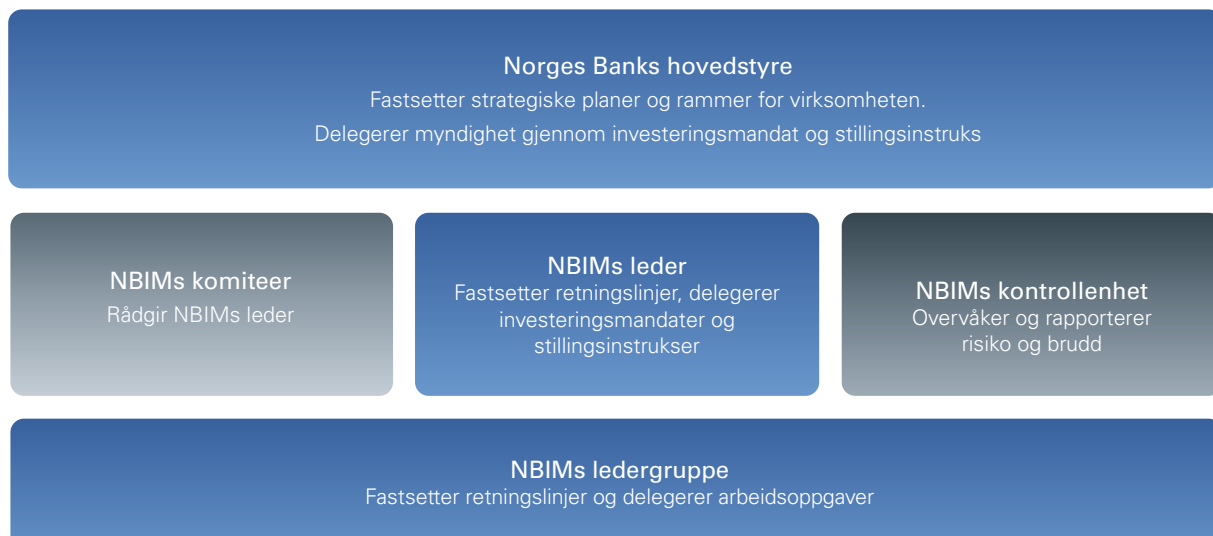 Norges Banks hovedstyre
Fastsetter strategiske planer og rammer for virksomheten.
Delegerer myndighet gjennom investeringsmandat og stillingsinstruks
NBIMs komiteer
Rådgir NBIMs leder
NBIMs leder
Fastsetter retningslinjer, delegerer
investeringsmandater og
stillingsinstrukser
NBIMs kontrollenhet
Overvåker og rapporterer
risiko og brudd
NBIMs ledergruppe
Fastsetter retningslinjer og delegerer arbeidsoppgaver